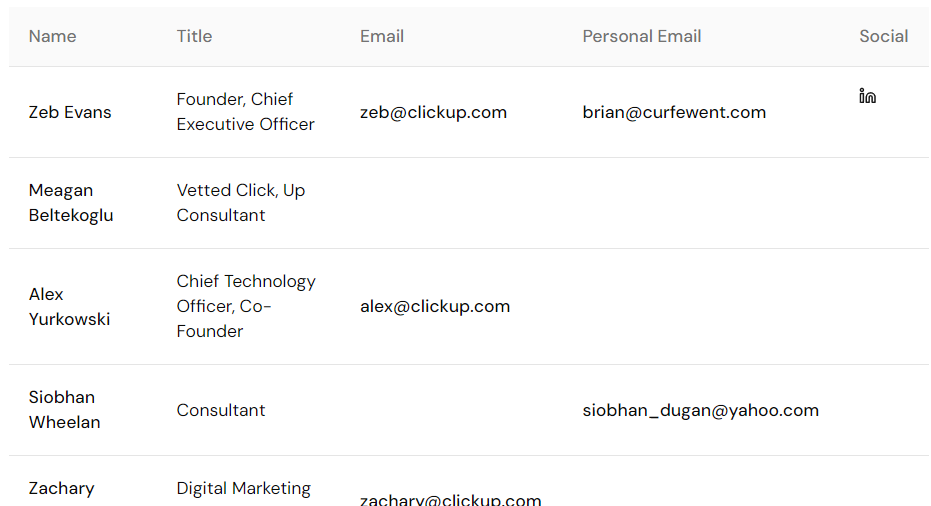 Name Title Email Personal Email Social
Zeb Evans Founder, Chief Executive Officer zeb@clickup.com brian@curfewent.com in
Meagan Beltekoglu Vetted Click, Up Consultant
Alex Yurkowski Chief Technology Officer, Co-Founder alex@clickup.com
Siobhan Wheelan Consultant siobhan_dugan@yahoo.com
Zachary Digital Marketing zachary@clickup.com